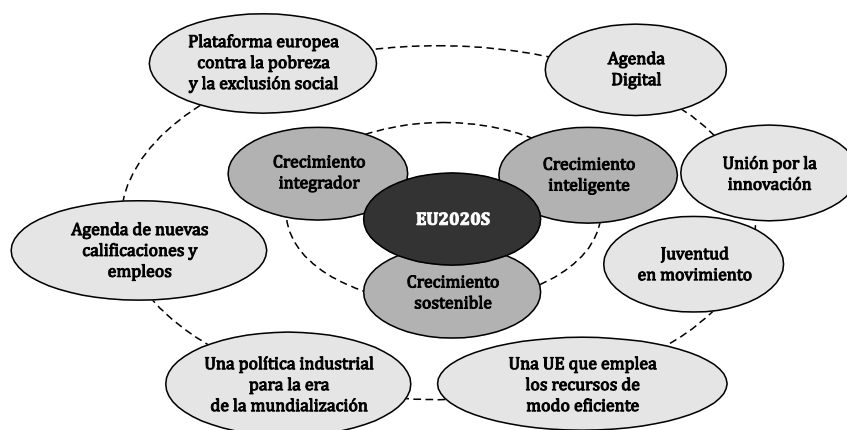 Plataforma europea
contra la pobreza
y la exclusión social
Agenda
Digital
Crecimiento
integrador
Crecimiento
inteligente
Unión por la
innovación
EU2020S
Agenda de nuevas
calificaciones y
empleos
Juventud
en movimiento
Crecimiento
sostenible
Una política industrial
para la era
de la mundialización
Una UE que emplea
los recursos de
modo eficiente